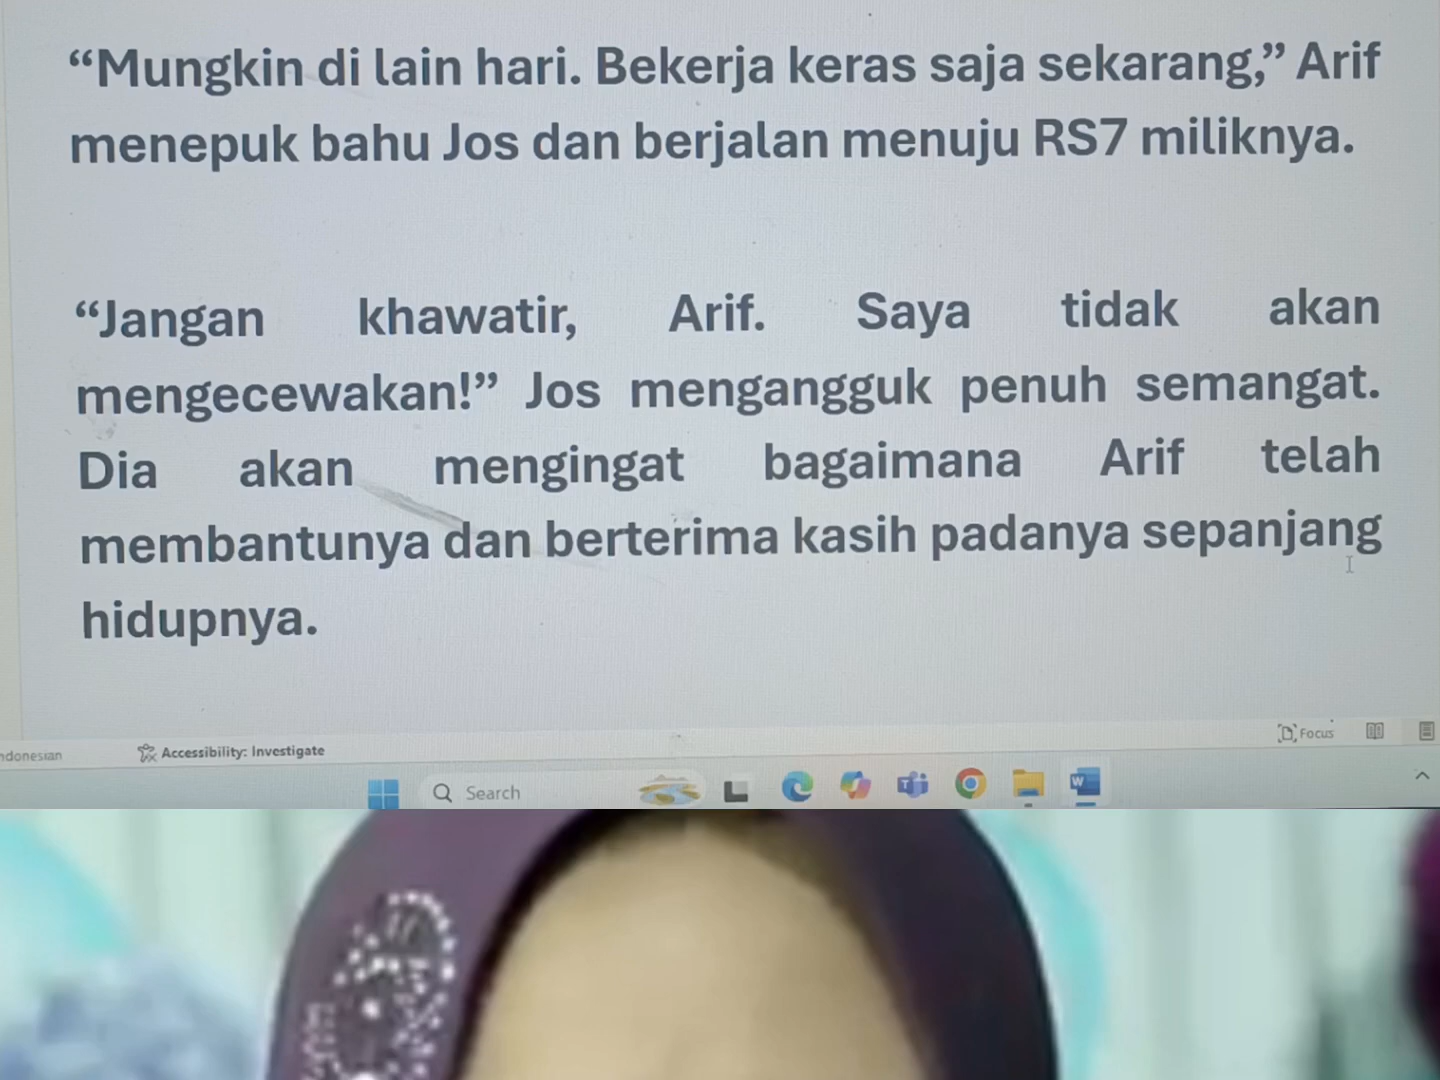 “Mungkin di lain hari. Bekerja keras saja sekarang,” Arif
menepuk bahu Jos dan berjalan menuju RS7 miliknya.
“Jangan khawatir, Arif. Saya tidak akan
mengecewakan!” Jos mengangguk penuh semangat.
Dia akan mengingat bagaimana Arif telah
membantunya dan berterima kasih padanya sepanjang
hidupnya.
ndonesian Accessibility: Investigate Focus
Search